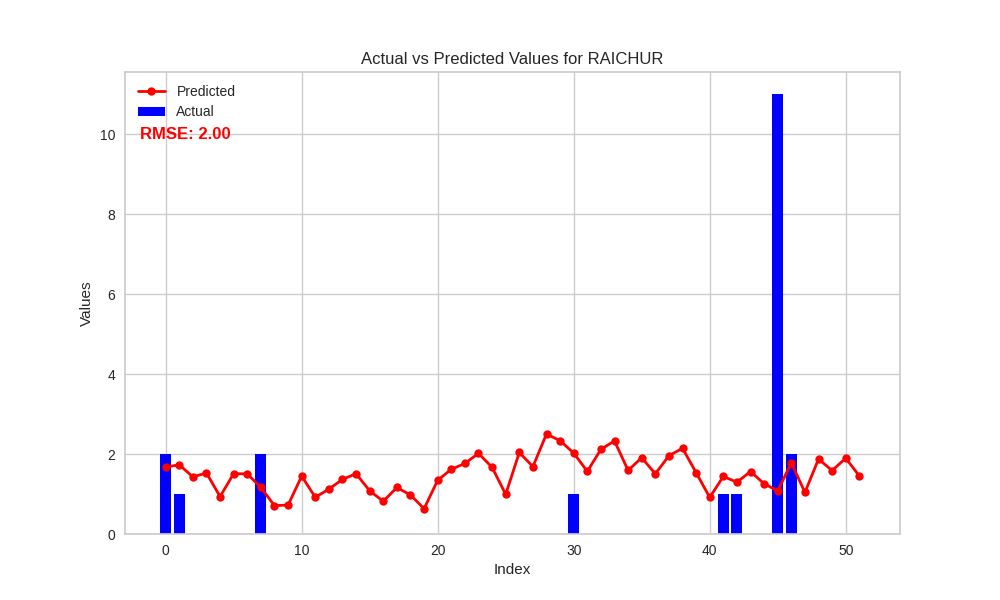 Actual vs Predicted Values for RAICHUR
Predicted
Actual
RMSE: 2.00
10
8
6
4
2
0
Values
0 10 20 30 40 50
Index